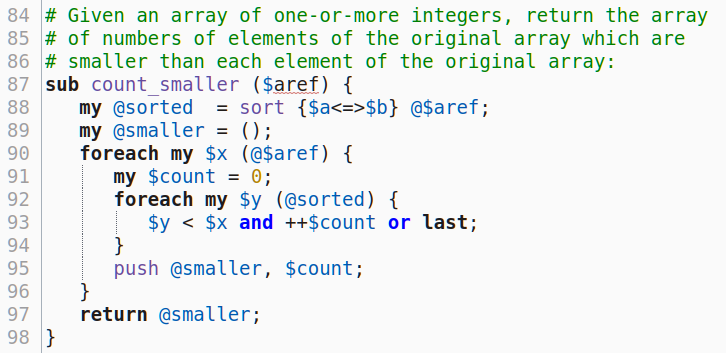 84 # Given an array of one-or-more integers, return the array
85 # of numbers of elements of the original array which are
86 # smaller than each element of the original array:
87 sub count_smaller ($aref) {
88    my @sorted  = sort {$a<=>$b} @$aref;
89    my @smaller = ();
90    foreach my $x (@$aref) {
91       my $count = 0;
92       foreach my $y (@sorted) {
93          $y < $x and ++$count or last;
94       }
95       push @smaller, $count;
96    }
97    return @smaller;
98 }